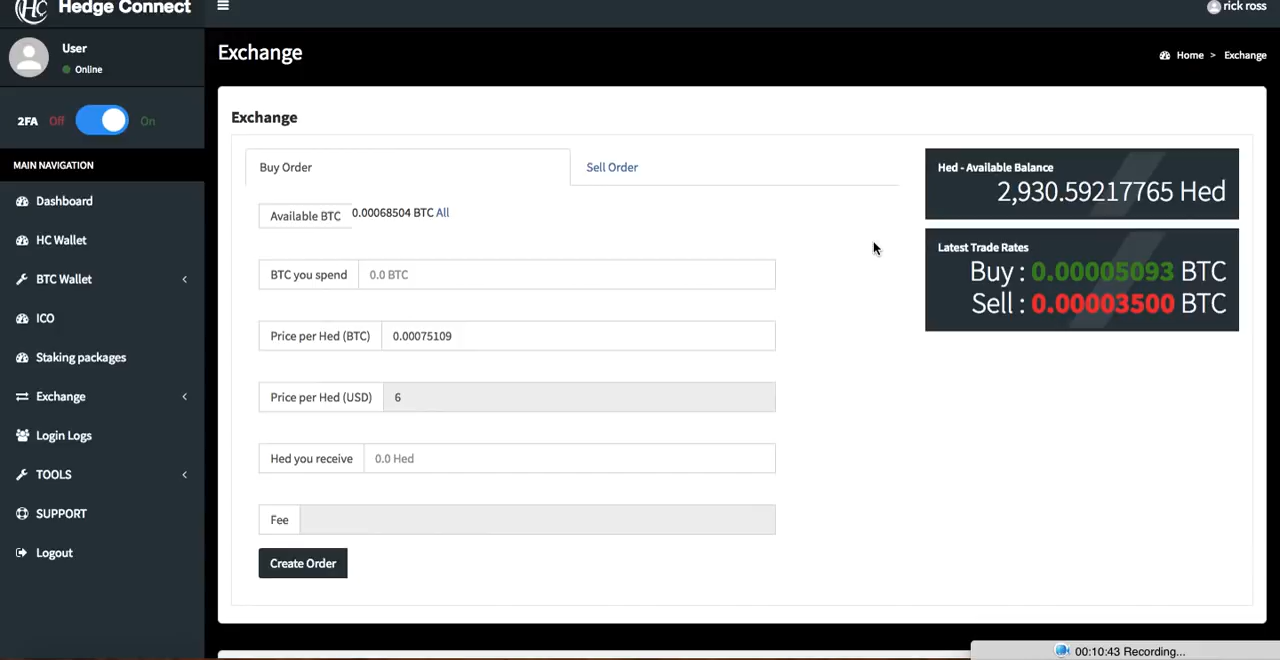 Hedge Connect
rick ross
User
Online
2FA Off On
MAIN NAVIGATION
Dashboard
HC Wallet
BTC Wallet
ICO
Staking packages
Exchange
Login Logs
TOOLS
SUPPORT
Logout
Exchange
Home > Exchange
Exchange
Buy Order
Sell Order
Available BTC 0.00068504 BTC All
BTC you spend 0.0 BTC
Price per Hed (BTC) 0.00075109
Price per Hed (USD) 6
Hed you receive 0.0 Hed
Fee
Create Order
Hed - Available Balance
2,930.59217765 Hed
Latest Trade Rates
Buy : 0.00005093 BTC
Sell : 0.00003500 BTC
00:10:43 Recording...